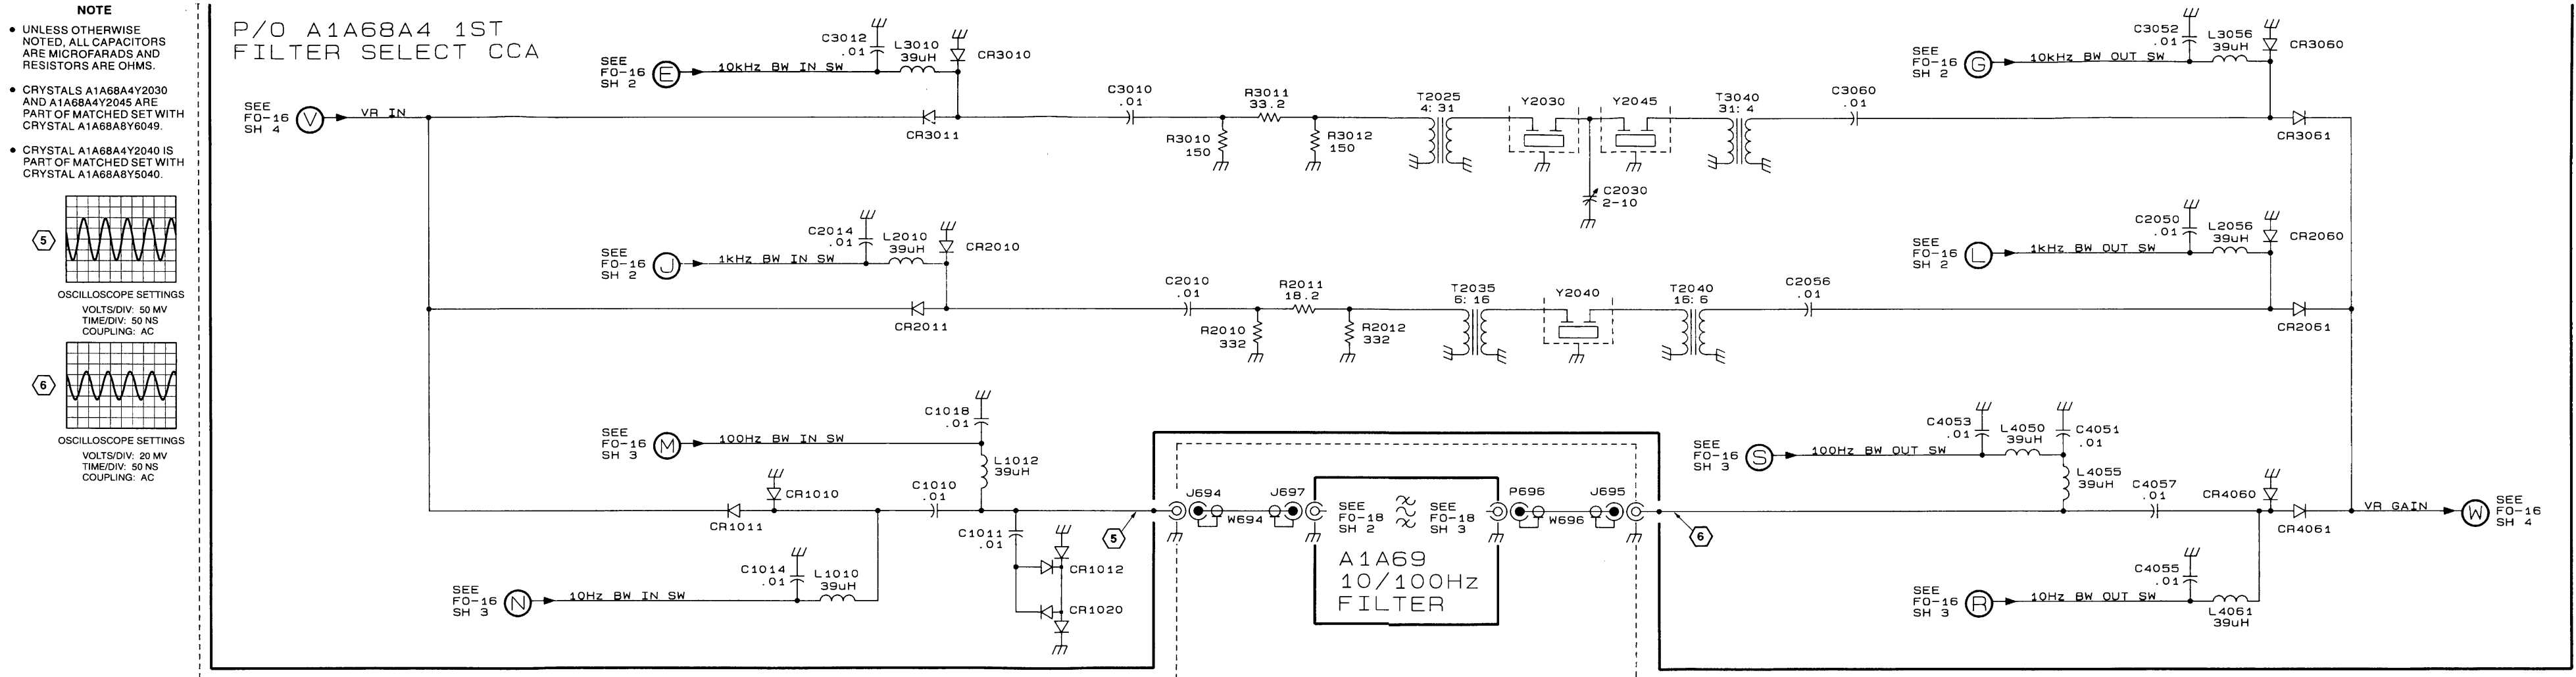 NOTE
• UNLESS OTHERWISE
NOTED, ALL CAPACITORS
ARE MICROFARADS AND
RESISTORS ARE OHMS.
• CRYSTALS A1A68A4Y2030
AND A1A68A4Y2045 ARE
PART OF MATCHED SET WITH
CRYSTAL A1A68A8Y6049.
• CRYSTAL A1A68A4Y2040 IS
PART OF MATCHED SET WITH
CRYSTAL A1A68A8Y5040.
5
OSCILLOSCOPE SETTINGS
VOLTS/DIV: 50 MV
TIME/DIV: 50 NS
COUPLING: AC
6
OSCILLOSCOPE SETTINGS
VOLTS/DIV: 20 MV
TIME/DIV: 50 NS
COUPLING: AC
P/O A1A68A4 1ST
FILTER SELECT CCA
SEE
FO-16
SH 4
V
VR IN
SEE
FO-16
SH 2
E
10kHz BW IN SW
C3012
.01
L3010
39uH
CR3010
CR3011
C3010
.01
R3010
150
R3011
33.2
R3012
150
T2025
4:31
Y2030
Y2045
C2030
2-10
T3040
31:4
C3060
.01
SEE
FO-16
SH 2
G
10kHz BW OUT SW
C3052
.01
L3056
39uH
CR3060
CR3061
SEE
FO-16
SH 2
J
1kHz BW IN SW
C2014
.01
L2010
39uH
CR2010
CR2011
C2010
.01
R2010
332
R2011
18.2
R2012
332
T2035
6:16
Y2040
T2040
16:6
C2056
.01
SEE
FO-16
SH 2
L
1kHz BW OUT SW
C2050
.01
L2056
39uH
CR2060
CR2061
SEE
FO-16
SH 3
M
100Hz BW IN SW
C1018
.01
L1012
39uH
CR1010
CR1011
C1010
.01
C1011
.01
CR1012
CR1020
SEE
FO-16
SH 3
N
10Hz BW IN SW
C1014
.01
L1010
39uH
5
J694
W694
J697
SEE
FO-18
SH 2
SEE
FO-18
SH 3
A1A69
10/100Hz
FILTER
P696
W696
J695
6
SEE
FO-16
SH 3
S
100Hz BW OUT SW
C4053
.01
L4050
39uH
C4051
.01
L4055
39uH
C4057
.01
CR4060
CR4061
SEE
FO-16
SH 3
R
10Hz BW OUT SW
C4055
.01
L4061
39uH
VR GAIN
W
SEE
FO-16
SH 4